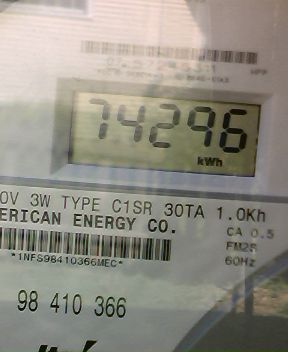 74296
kWh
0V 3W TYPE C1SR 30TA 1.0Kh
ERICAN ENERGY CO.
CA 0.5
FM2S
60Hz
*1NFS98410366MEC*
98 410 366